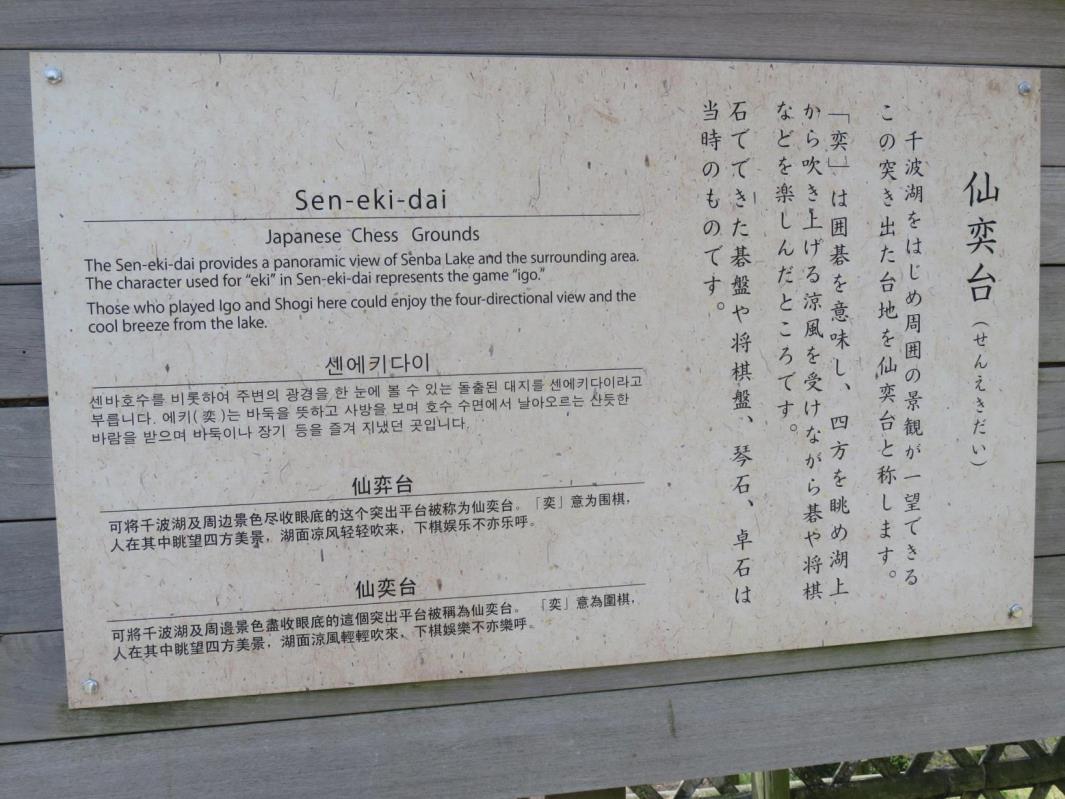 仙奕台(せんえきだい)
千波湖をはじめ周囲の景観が一望できる
この突き出た台地を仙奕台と称します。
「奕」は囲碁を意味し、四方を眺め湖上
から吹き上げる涼風を受けながら碁や将棋
などを楽しんだところです。
石でできた碁盤や将棋盤、琴石、卓石は
当時のものです。
Sen-eki-dai
Japanese Chess Grounds
The Sen-eki-dai provides a panoramic view of Senba Lake and the surrounding area.
The character used for “eki” in Sen-eki-dai represents the game “igo.”
Those who played Igo and Shogi here could enjoy the four-directional view and the
cool breeze from the lake.
센에키다이
센바호수를 비롯하여 주변의 광경을 한 눈에 볼 수 있는 돌출된 대지를 센에키다이라고
부릅니다. 에키(奕)는 바둑을 뜻하고 사방을 보며 호수 수면에서 날아오르는 산듯한
바람을 받으며 바둑이나 장기 등을 즐겨 지냈던 곳입니다.
仙弈台
可将千波湖及周边景色尽收眼底的这个突出平台被称为仙奕台。「奕」意为围棋，
人在其中眺望四方美景，湖面凉风轻轻吹来，下棋娱乐不亦乐呼。
仙奕台
可將千波湖及周邊景色盡收眼底的這個突出平台被稱為仙奕台。「奕」意為圍棋，
人在其中眺望四方美景，湖面涼風輕輕吹來，下棋娛樂不亦樂呼。